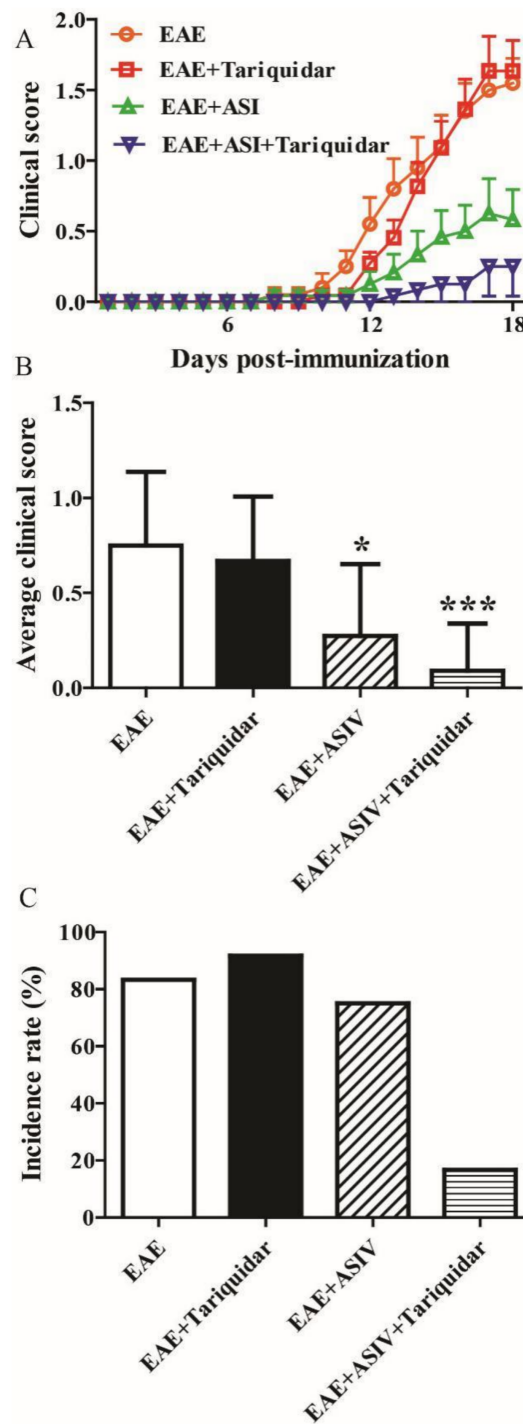 A
2.0
1.5
1.0
0.5
0.0
Clinical score
EAE
EAE+Tariquidar
EAE+ASI
EAE+ASI+Tariquidar
6
12
18
Days post-immunization
B
1.5
1.0
0.5
0.0
Average clinical score
*
***
EAE
EAE+Tariquidar
EAE+ASIV
EAE+ASIV+Tariquidar
C
100
80
60
40
20
0
Incidence rate (%)
EAE
EAE+Tariquidar
EAE+ASIV
EAE+ASIV+Tariquidar